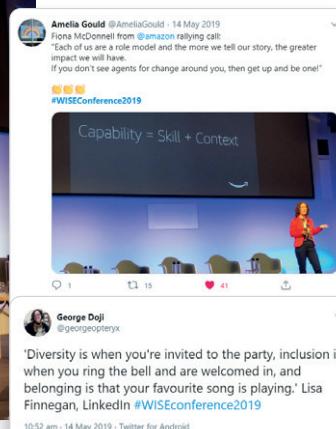 Amelia Gould @AmeliaGould · 14 May 2019
Fiona McDonnell from @amazon rallying call:
"Each of us are a role model and the more we tell our story, the greater
impact we will have.
If you don't see agents for change around you, then get up and be one!"
#WISEConference2019
Capability = Skill + Context
1 15 41
George Doji
@georgeopteryx
'Diversity is when you're invited to the party, inclusion i
when you ring the bell and are welcomed in, and
belonging is that your favourite song is playing.' Lisa
Finnegan, LinkedIn #WISEconference2019
10:52 am · 14 May 2019 · Twitter for Android